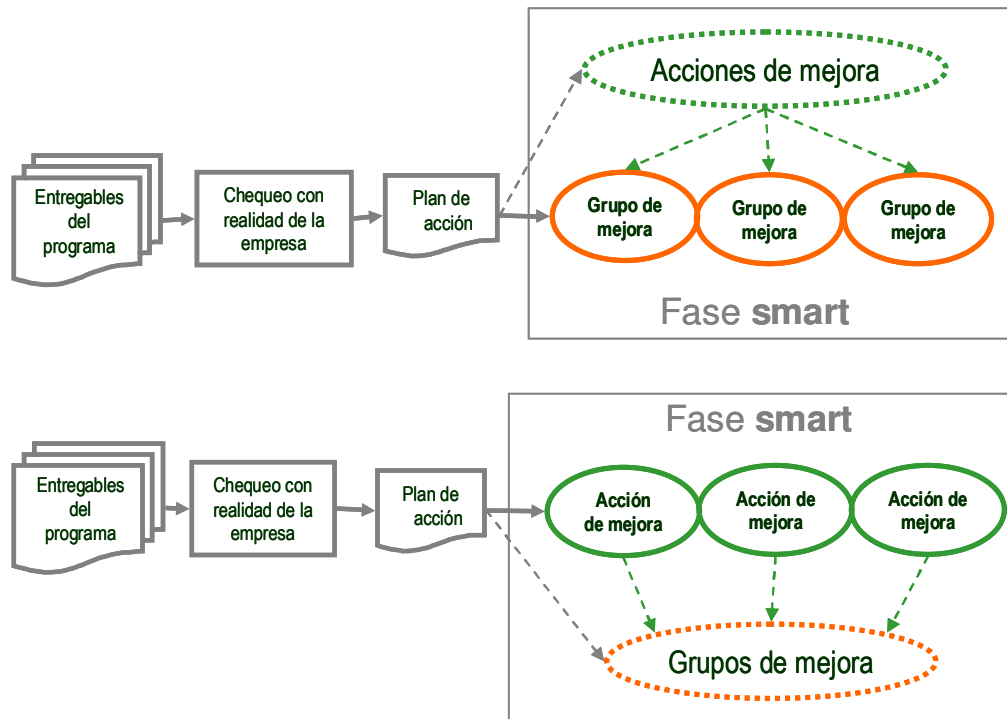 Acciones de mejora
Entregables
del
programa
Chequeo con
realidad de la
empresa
Plan de
acción
Grupo de
mejora
Grupo de
mejora
Grupo de
mejora
Fase smart
Fase smart
Entregables
del
programa
Chequeo con
realidad de la
empresa
Plan de
acción
Acción
de mejora
Acción de
mejora
Acción de
mejora
Grupos de mejora